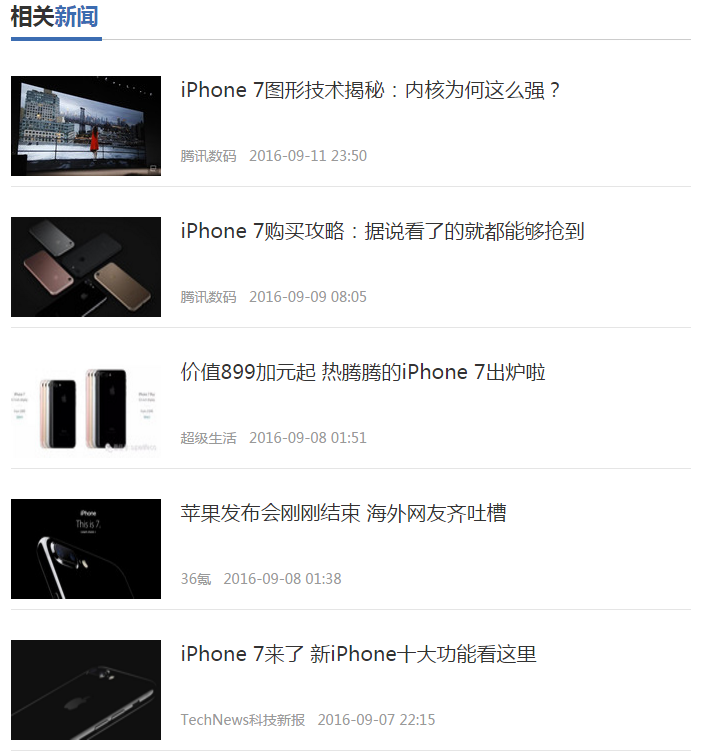 相关新闻
iPhone 7图形技术揭秘：内核为何这么强？
腾讯数码 2016-09-11 23:50
iPhone 7购买攻略：据说看了的就都能够抢到
腾讯数码 2016-09-09 08:05
价值899加元起 热腾腾的iPhone 7出炉啦
超级生活 2016-09-08 01:51
iPhone
This is 7.
苹果发布会刚刚结束 海外网友齐吐槽
36氪 2016-09-08 01:38
iPhone 7来了 新iPhone十大功能看这里
TechNews科技新报 2016-09-07 22:15